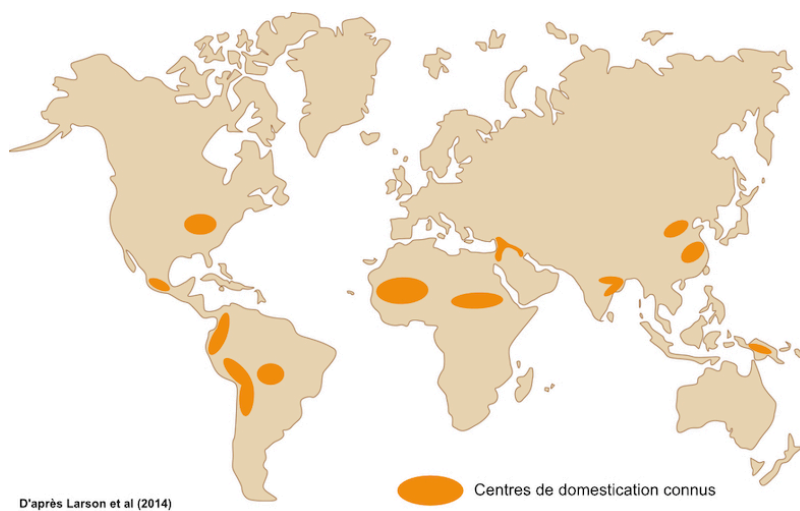 Centres de domestication connus
D'après Larson et al (2014)